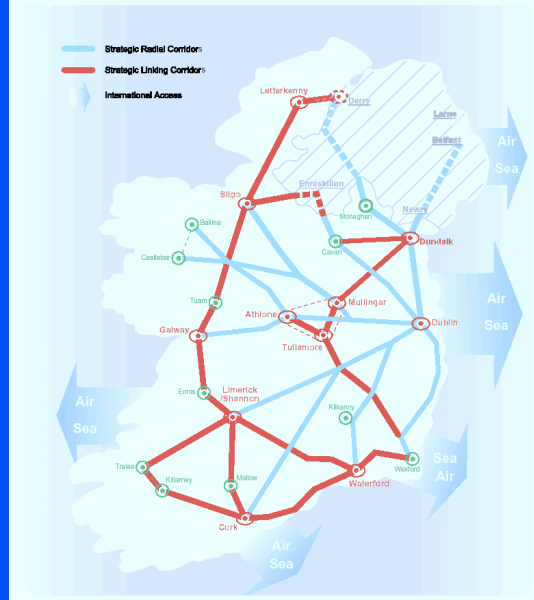 Strategic Radial Corridors
Strategic Linking Corridors
International Access
Letterkenny
Derry
Larne
Belfast
Air
Sea
Enniskillen
Sligo
Newry
Monaghan
Ballina
Dundalk
Cavan
Castlebar
Tuam
Mullingar
Air
Athlone
Dublin
Sea
Galway
Tullamore
Ennis
Limerick
/Shannon
Air
Kilkenny
Sea
Sea
Tralee
Wexford
Air
Killarney
Mallow
Waterford
Cork
Air
Sea